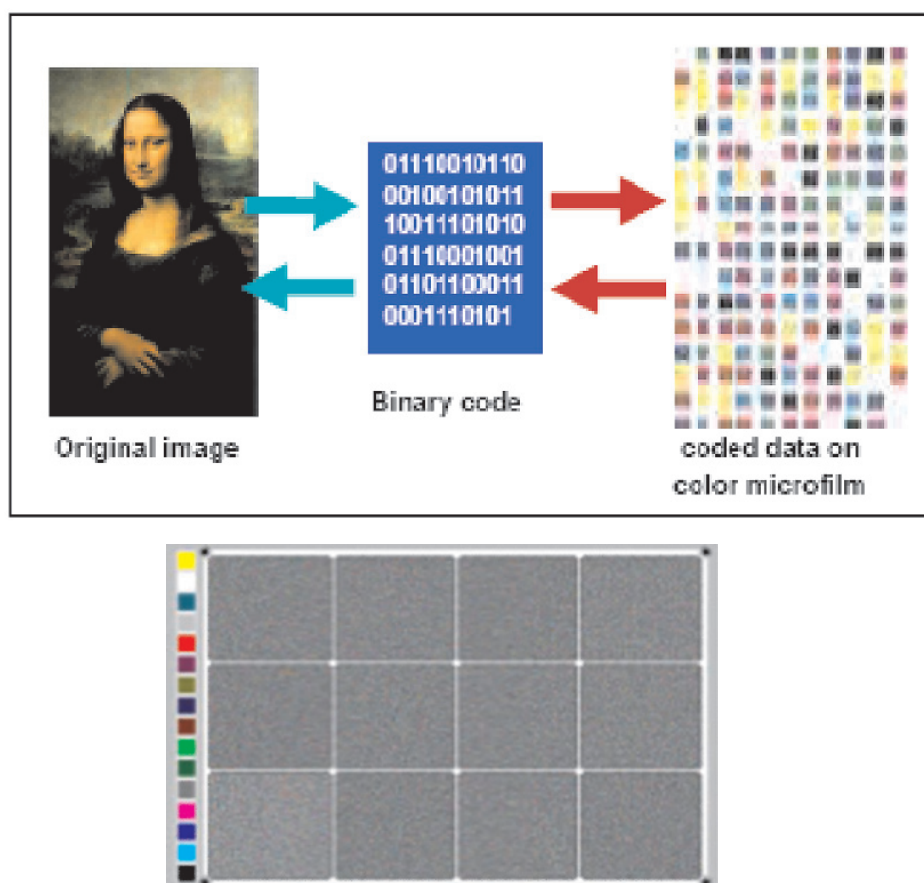 01110010110
00100101011
10011101010
01110001001
01101100011
0001110101
Binary code
Original image
coded data on
color microfilm